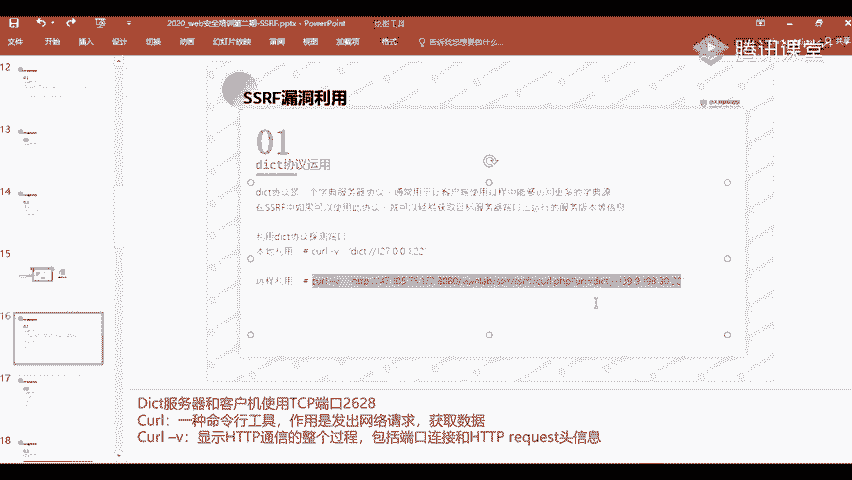 2020_web安全培训第二期-SSRF.pptx - PowerPoint
绘图工具
文件 开始 插入 设计 切换 动画 幻灯片放映 审阅 视图 加载项 格式 告诉我您想要做什么... 共享
腾讯课堂
12
13
14
15
16
17
18
SSRF漏洞利用
01
dict协议运用
dict协议是一个字典服务器协议，通常用于让客户端使用过程中能够访问更多的字典源
在SSRF中如果可以使用dict协议，就可以轻易获取目标服务器端口上运行的服务版本等信息
利用dict协议探测端口
本地利用 # curl -v 'dict://127.0.0.1:22'
远程利用 #
Dict服务器和客户机使用TCP端口2628
Curl：一种命令行工具，作用是发出网络请求，获取数据
Curl –v：显示HTTP通信的整个过程，包括端口连接和HTTP request头信息